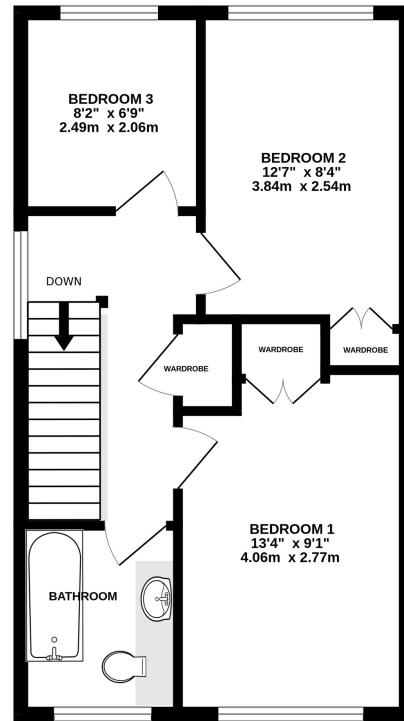 BEDROOM 3
8'2" x 6'9"
2.49m x 2.06m
BEDROOM 2
12'7" x 8'4"
3.84m x 2.54m
DOWN
WARDROBE
WARDROBE
WARDROBE
BEDROOM 1
13'4" x 9'1"
4.06m x 2.77m
BATHROOM